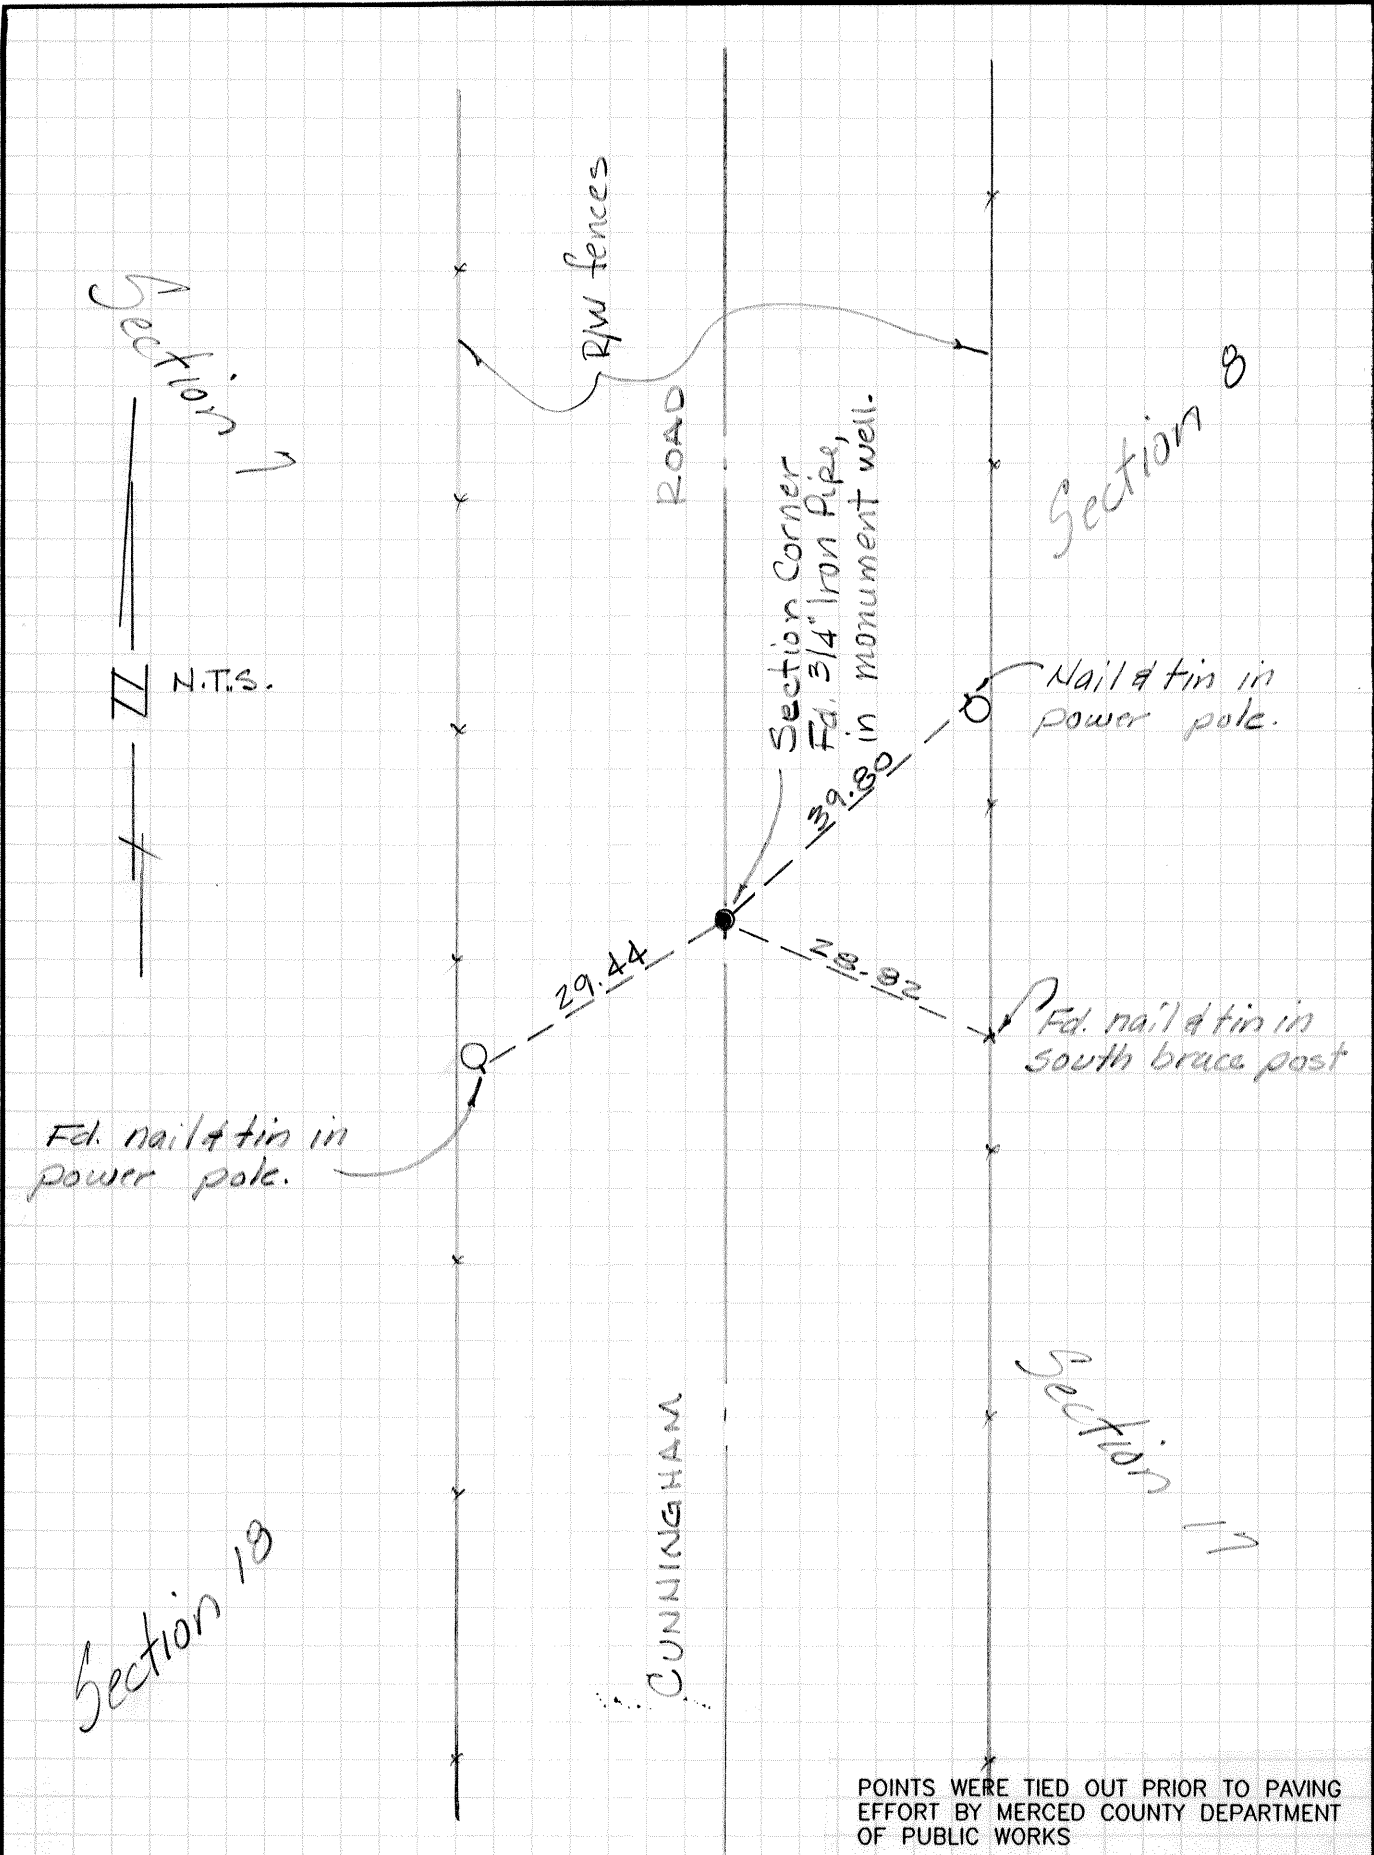 Section 7
R/W fences
ROAD
Section Corner
Fd. 3/4" Iron Pipe,
in monument well.
Section 8
N
N.T.S.
Nail & tin in
power pole.
39.80
29.44
28.82
Fd. nail & tin in
south brace post
Fd. nail & tin in
power pole.
CUNNINGHAM
Section 17
Section 18
POINTS WERE TIED OUT PRIOR TO PAVING
EFFORT BY MERCED COUNTY DEPARTMENT
OF PUBLIC WORKS